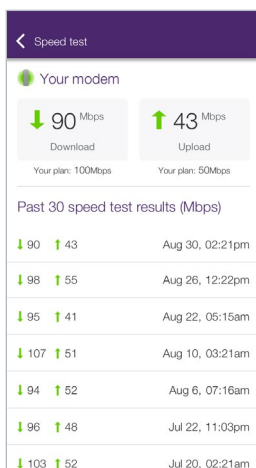 Speed test
Your modem
90 Mbps 43 Mbps
Download Upload
Your plan: 100Mbps Your plan: 50Mbps
Past 30 speed test results (Mbps)
90 43 Aug 30, 02:21pm
98 55 Aug 26, 12:22pm
95 41 Aug 22, 05:15am
107 51 Aug 10, 03:21am
94 52 Aug 6, 07:16am
96 48 Jul 22, 11:03pm
103 52 Jul 20, 02:21am